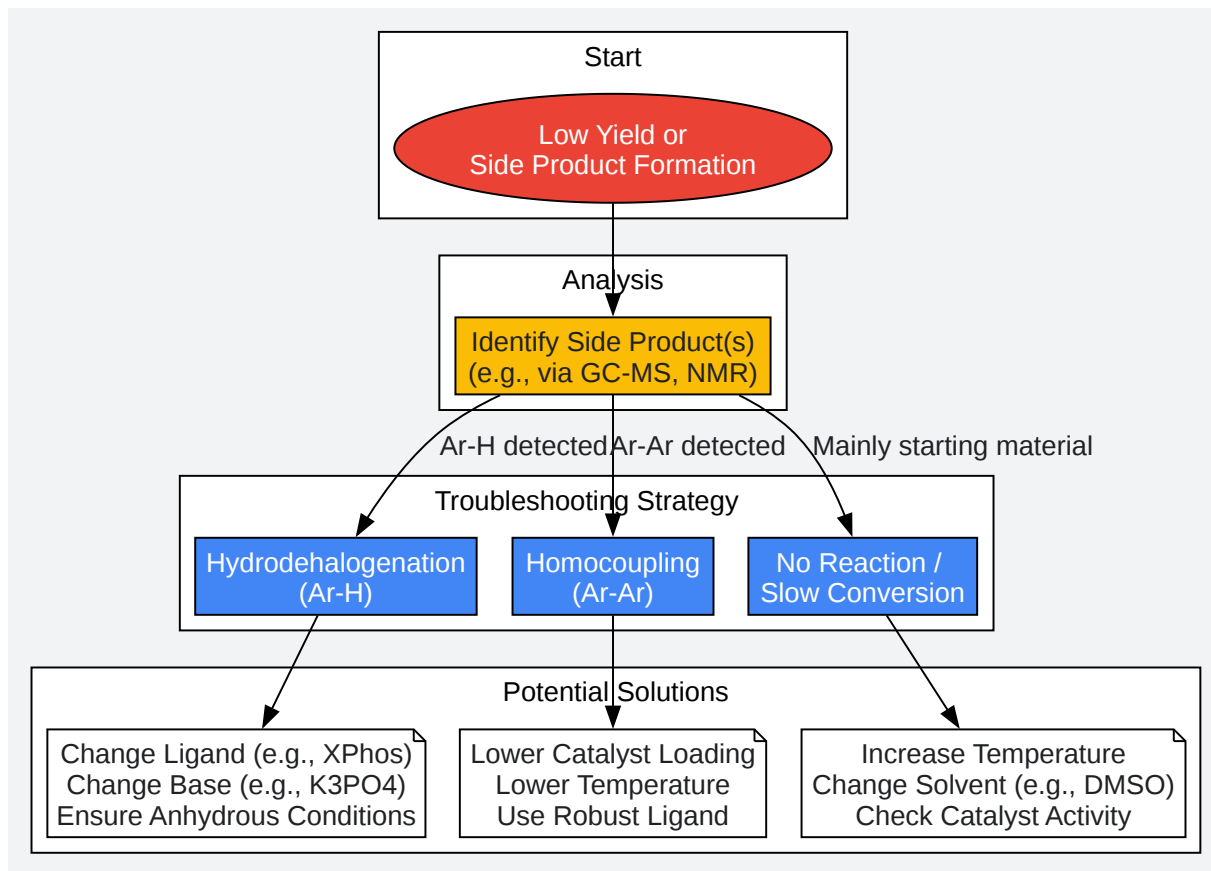 Start
Low Yield or
Side Product Formation
Analysis
Identify Side Product(s)
(e.g., via GC-MS, NMR)
Ar-H detected
Ar-Ar detected
Mainly starting material
Troubleshooting Strategy
Hydrodehalogenation
(Ar-H)
Homocoupling
(Ar-Ar)
No Reaction /
Slow Conversion
Potential Solutions
Change Ligand (e.g., XPhos)
Change Base (e.g., K3PO4)
Ensure Anhydrous Conditions
Lower Catalyst Loading
Lower Temperature
Use Robust Ligand
Increase Temperature
Change Solvent (e.g., DMSO)
Check Catalyst Activity